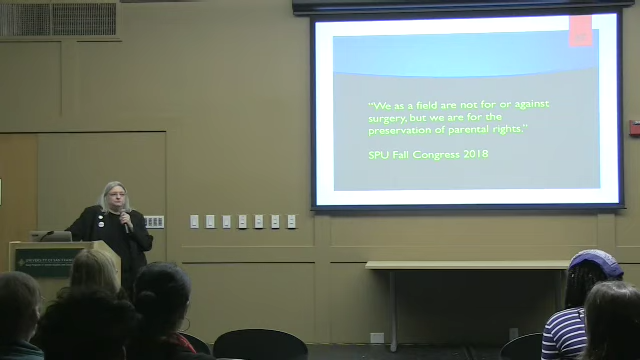 "We as a field are not for or against
surgery, but we are for the
preservation of parental rights."
SPU Fall Congress 2018